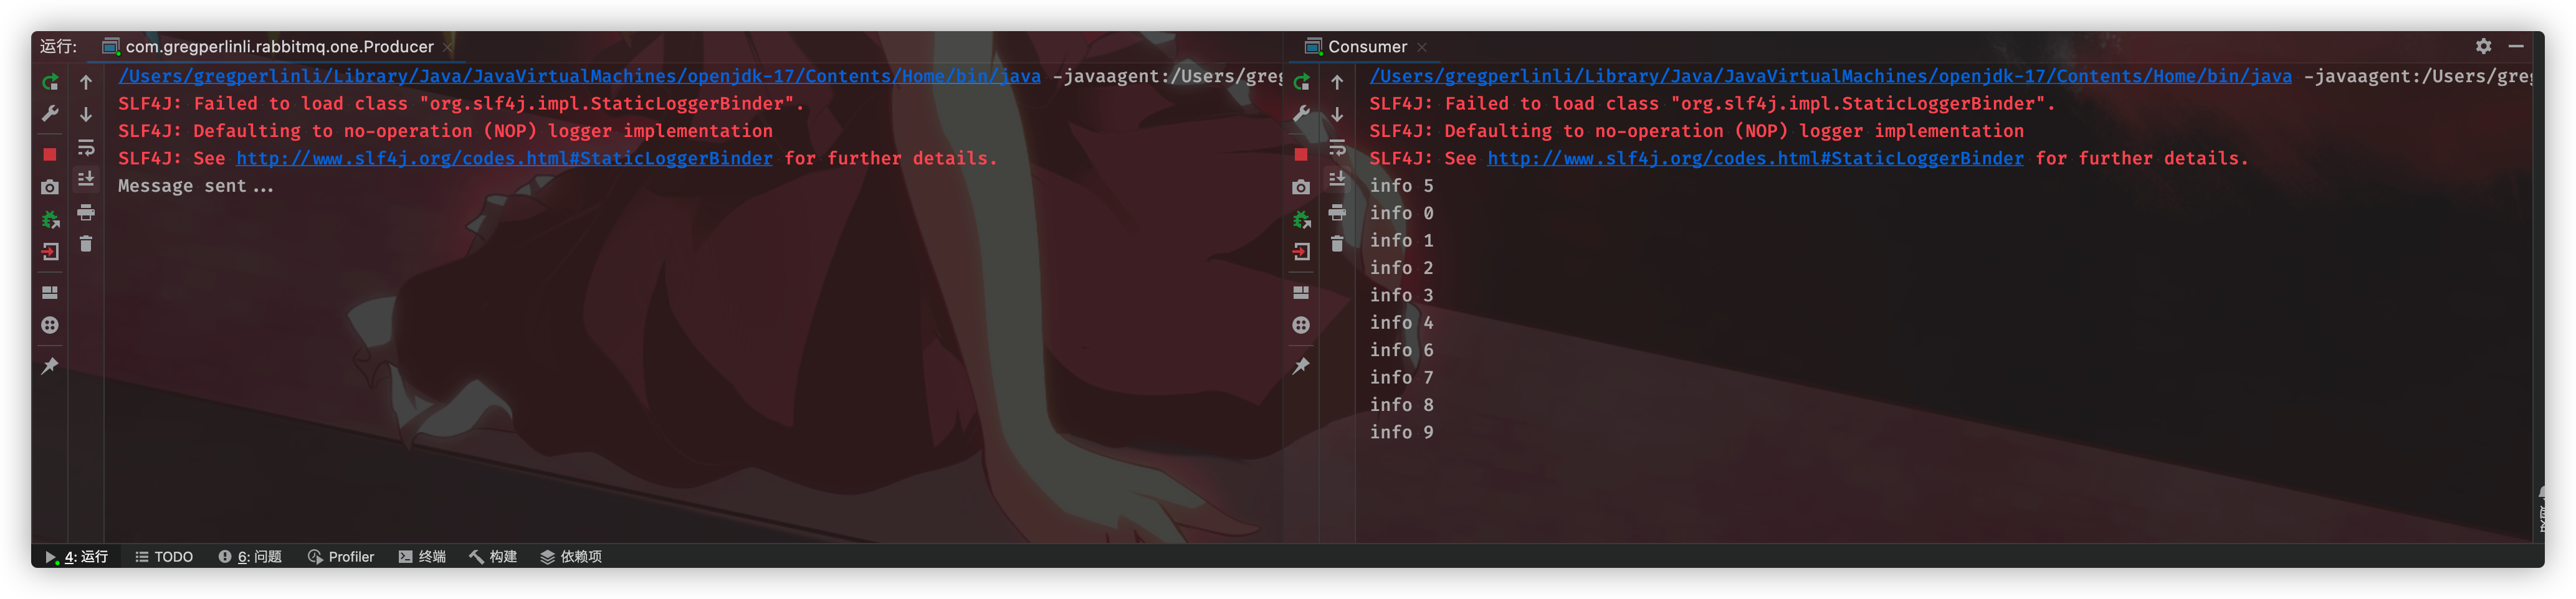 运行:
com.gregperlinli.rabbitmq.one.Producer
/Users/gregperlinli/Library/Java/JavaVirtualMachines/openjdk-17/Contents/Home/bin/java -javaagent:/Users/greg
SLF4J: Failed to load class "org.slf4j.impl.StaticLoggerBinder".
SLF4J: Defaulting to no-operation (NOP) logger implementation
SLF4J: See http://www.slf4j.org/codes.html#StaticLoggerBinder for further details.
Message sent...
Consumer
/Users/gregperlinli/Library/Java/JavaVirtualMachines/openjdk-17/Contents/Home/bin/java -javaagent:/Users/greg
SLF4J: Failed to load class "org.slf4j.impl.StaticLoggerBinder".
SLF4J: Defaulting to no-operation (NOP) logger implementation
SLF4J: See http://www.slf4j.org/codes.html#StaticLoggerBinder for further details.
info 5
info 0
info 1
info 2
info 3
info 4
info 6
info 7
info 8
info 9
4: 运行 TODO 6: 问题 Profiler 终端 构建 依赖项